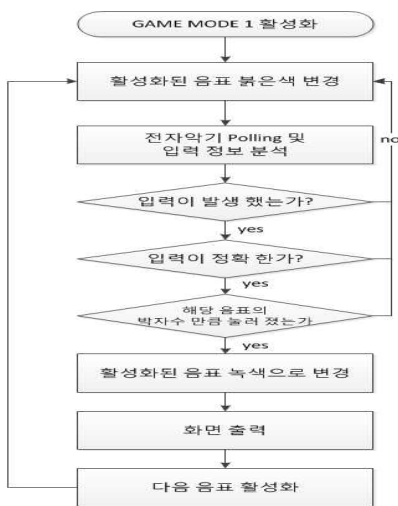 GAME MODE 1 활성화
활성화된 음표 붉은색 변경
no
전자악기 Polling 및
입력 정보 분석
입력이 발생 했는가?
yes
입력이 정확 한가?
yes
해당 음표의
박자수 만큼 눌러 졌는가
yes
활성화된 음표 녹색으로 변경
화면 출력
다음 음표 활성화